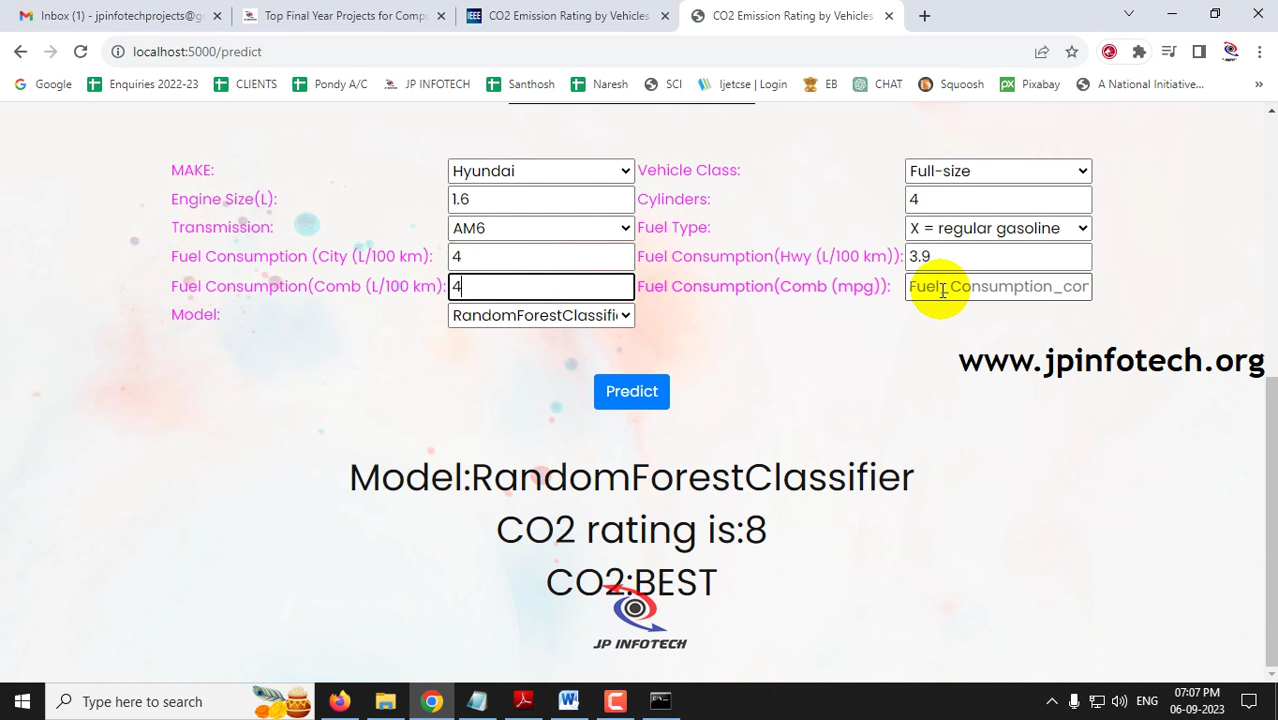 Inbox (1) - jpinfotechprojects@gr
Top Final Year Projects for Compu
IEEE CO2 Emission Rating by Vehicles
CO2 Emission Rating by Vehicles
localhost:5000/predict
Google Enquiries 2022-23 CLIENTS Pondy A/C JP INFOTECH Santhosh Naresh SCI Ijetcse | Login EB CHAT Squoosh px Pixabay A National Initiative... »
MAKE: Hyundai Vehicle Class: Full-size
Engine Size(L): 1.6 Cylinders: 4
Transmission: AM6 Fuel Type: X = regular gasoline
Fuel Consumption (City (L/100 km): 4 Fuel Consumption(Hwy (L/100 km)): 3.9
Fuel Consumption(Comb (L/100 km): 4 Fuel Consumption(Comb (mpg)): Fuel_Consumption_con
Model: RandomForestClassifi
www.jpinfotech.org
Predict
Model:RandomForestClassifier
CO2 rating is:8
CO2:BEST
JP INFOTECH
Type here to search
ENG
07:07 PM
06-09-2023